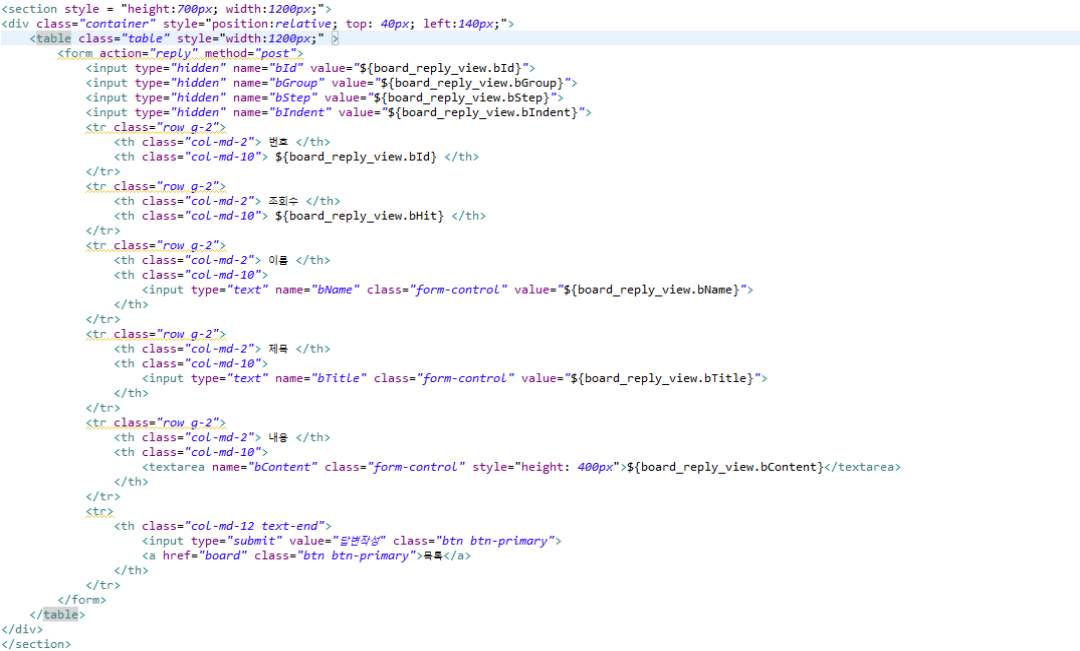 <section style = "height:700px; width:1200px;">
<div class="container" style="position:relative; top: 40px; left:140px;">
<table class="table" style="width:1200px;" >
<form action="reply" method="post">
<input type="hidden" name="bId" value="${board_reply_view.bId}">
<input type="hidden" name="bGroup" value="${board_reply_view.bGroup}">
<input type="hidden" name="bStep" value="${board_reply_view.bStep}">
<input type="hidden" name="bIndent" value="${board_reply_view.bIndent}">
<tr class="row g-2">
<th class="col-md-2"> 번호 </th>
<th class="col-md-10"> ${board_reply_view.bId} </th>
</tr>
<tr class="row g-2">
<th class="col-md-2"> 조회수 </th>
<th class="col-md-10"> ${board_reply_view.bHit} </th>
</tr>
<tr class="row g-2">
<th class="col-md-2"> 이름 </th>
<th class="col-md-10">
<input type="text" name="bName" class="form-control" value="${board_reply_view.bName}">
</th>
</tr>
<tr class="row g-2">
<th class="col-md-2"> 제목 </th>
<th class="col-md-10">
<input type="text" name="bTitle" class="form-control" value="${board_reply_view.bTitle}">
</th>
</tr>
<tr class="row g-2">
<th class="col-md-2"> 내용 </th>
<th class="col-md-10">
<textarea name="bContent" class="form-control" style="height: 400px">${board_reply_view.bContent}</textarea>
</th>
</tr>
<tr>
<th class="col-md-12 text-end">
<input type="submit" value="답변작성" class="btn btn-primary">
<a href="board" class="btn btn-primary">목록</a>
</th>
</tr>
</form>
</table>
</div>
</section>